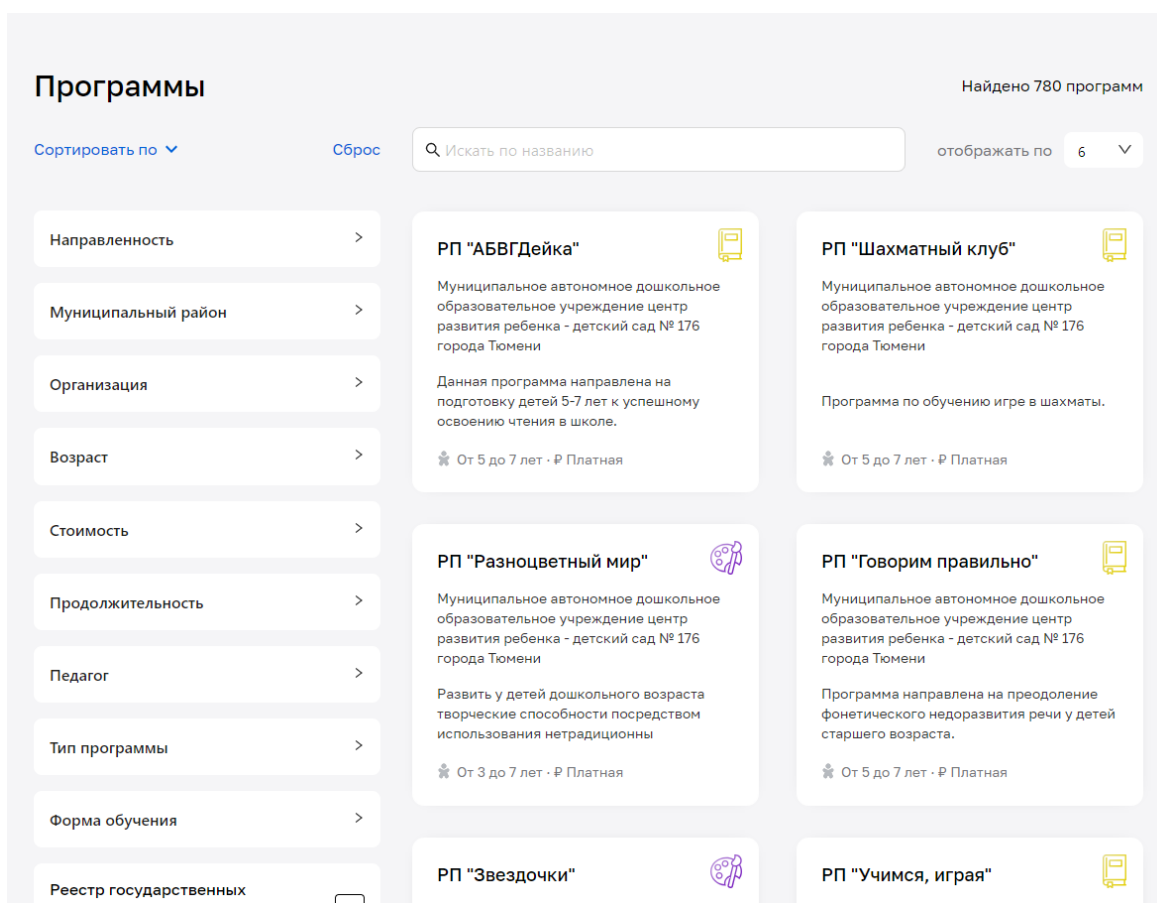 Программы
Найдено 780 программ
Сортировать по
Сброс
Искать по названию
отображать по
6
Направленность
Муниципальный район
Организация
Возраст
Стоимость
Продолжительность
Педагог
Тип программы
Форма обучения
Реестр государственных
РП "АБВГДейка"
Муниципальное автономное дошкольное
образовательное учреждение центр
развития ребенка - детский сад № 176
города Тюмени
Данная программа направлена на
подготовку детей 5-7 лет к успешному
освоению чтения в школе.
От 5 до 7 лет · ₽ Платная
РП "Шахматный клуб"
Муниципальное автономное дошкольное
образовательное учреждение центр
развития ребенка - детский сад № 176
города Тюмени
Программа по обучению игре в шахматы.
От 5 до 7 лет · ₽ Платная
РП "Разноцветный мир"
Муниципальное автономное дошкольное
образовательное учреждение центр
развития ребенка - детский сад № 176
города Тюмени
Развить у детей дошкольного возраста
творческие способности посредством
использования нетрадиционны
От 3 до 7 лет · ₽ Платная
РП "Говорим правильно"
Муниципальное автономное дошкольное
образовательное учреждение центр
развития ребенка - детский сад № 176
города Тюмени
Программа направлена на преодоление
фонетического недоразвития речи у детей
старшего возраста.
От 5 до 7 лет · ₽ Платная
РП "Звездочки"
РП "Учимся, играя"